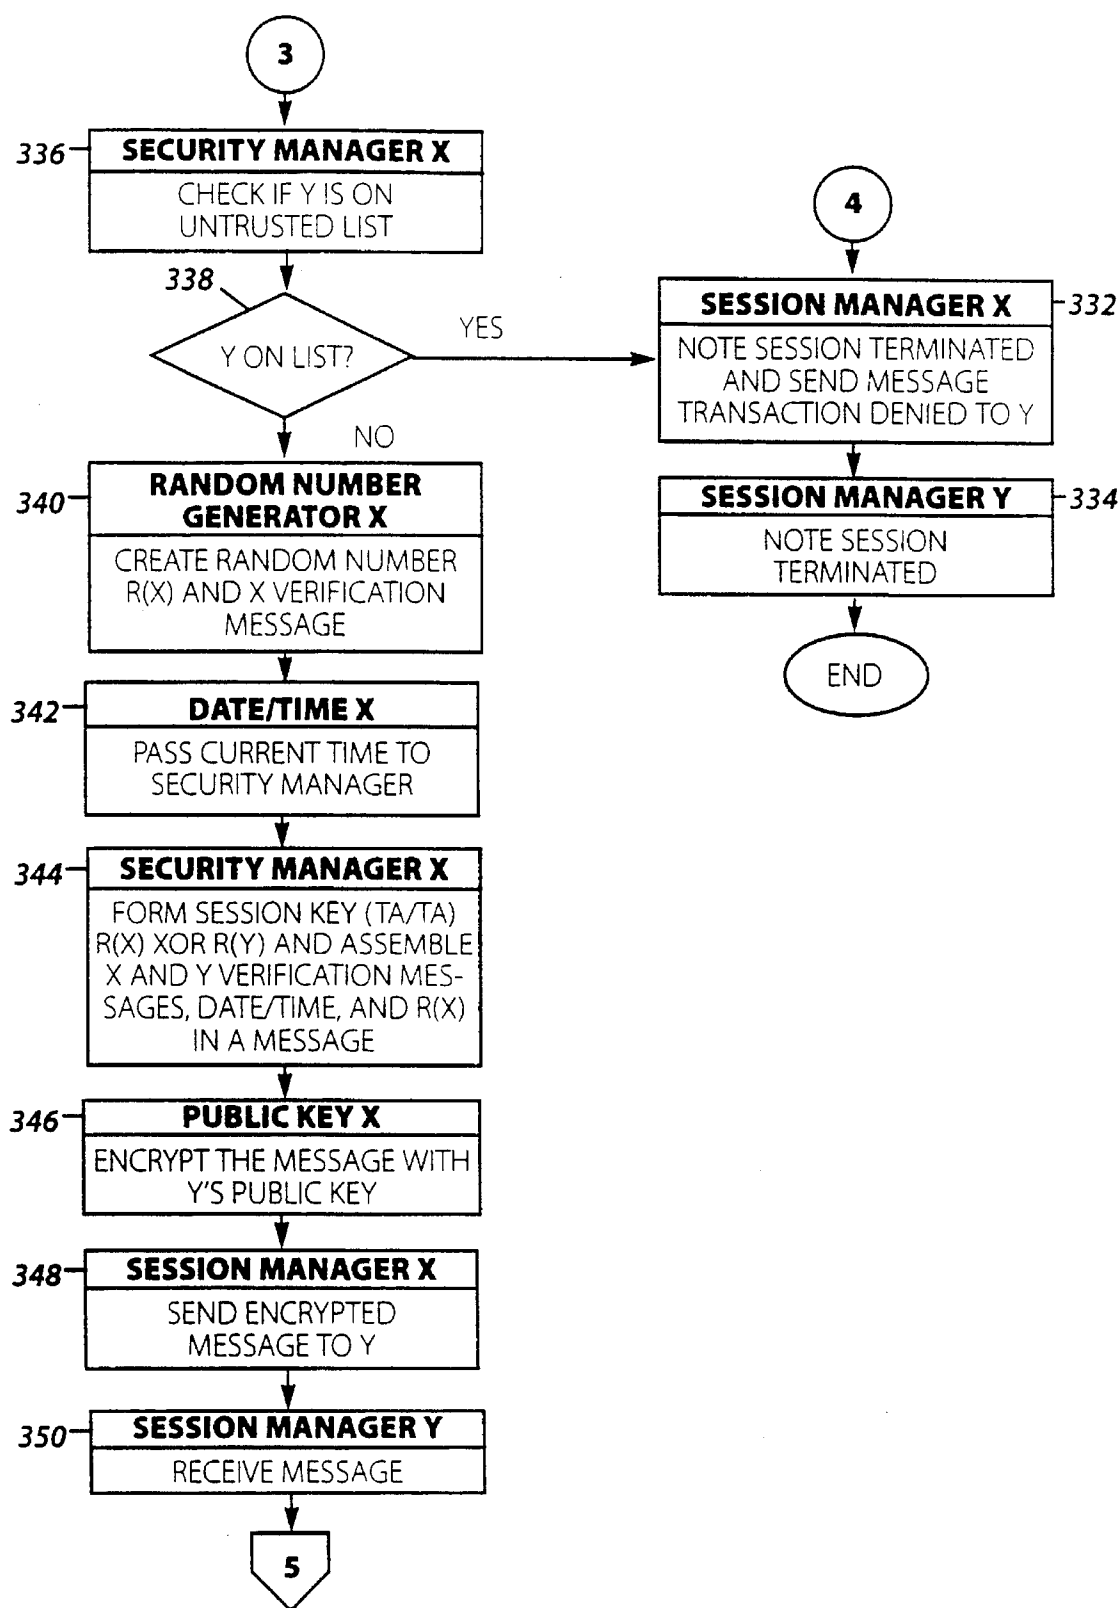 3
336
SECURITY MANAGER X
CHECK IF Y IS ON
UNTRUSTED LIST
338
Y ON LIST?
YES
NO
340
RANDOM NUMBER
GENERATOR X
CREATE RANDOM NUMBER
R(X) AND X VERIFICATION
MESSAGE
342
DATE/TIME X
PASS CURRENT TIME TO
SECURITY MANAGER
344
SECURITY MANAGER X
FORM SESSION KEY (TA/TA)
R(X) XOR R(Y) AND ASSEMBLE
X AND Y VERIFICATION MES-
SAGES, DATE/TIME, AND R(X)
IN A MESSAGE
346
PUBLIC KEY X
ENCRYPT THE MESSAGE WITH
Y'S PUBLIC KEY
348
SESSION MANAGER X
SEND ENCRYPTED
MESSAGE TO Y
350
SESSION MANAGER Y
RECEIVE MESSAGE
5
4
SESSION MANAGER X
332
NOTE SESSION TERMINATED
AND SEND MESSAGE
TRANSACTION DENIED TO Y
SESSION MANAGER Y
334
NOTE SESSION
TERMINATED
END